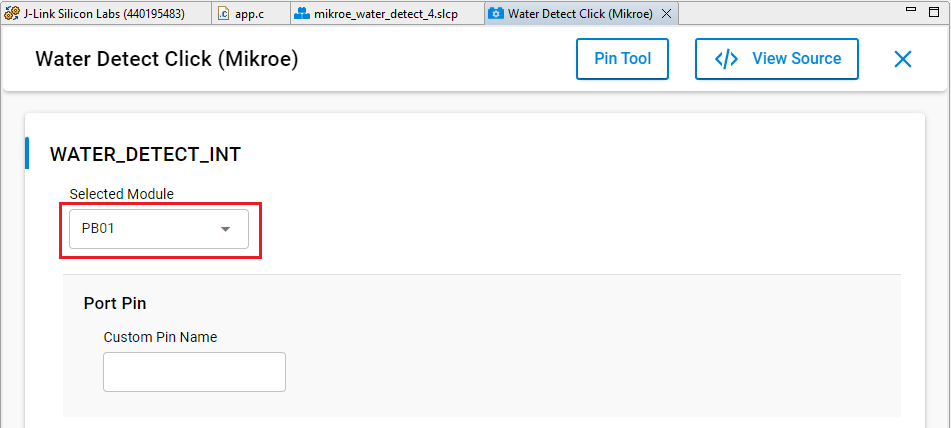 J-Link Silicon Labs (440195483) app.c mikroe_water_detect_4.slcp Water Detect Click (Mikroe)
Water Detect Click (Mikroe) Pin Tool </> View Source
WATER_DETECT_INT
Selected Module
PB01
Port Pin
Custom Pin Name